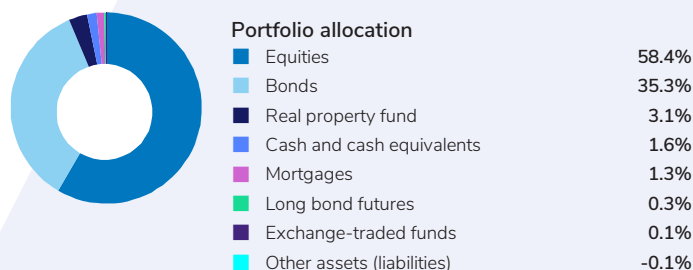 Portfolio allocation
Equities 58.4%
Bonds 35.3%
Real property fund 3.1%
Cash and cash equivalents 1.6%
Mortgages 1.3%
Long bond futures 0.3%
Exchange-traded funds 0.1%
Other assets (liabilities) -0.1%